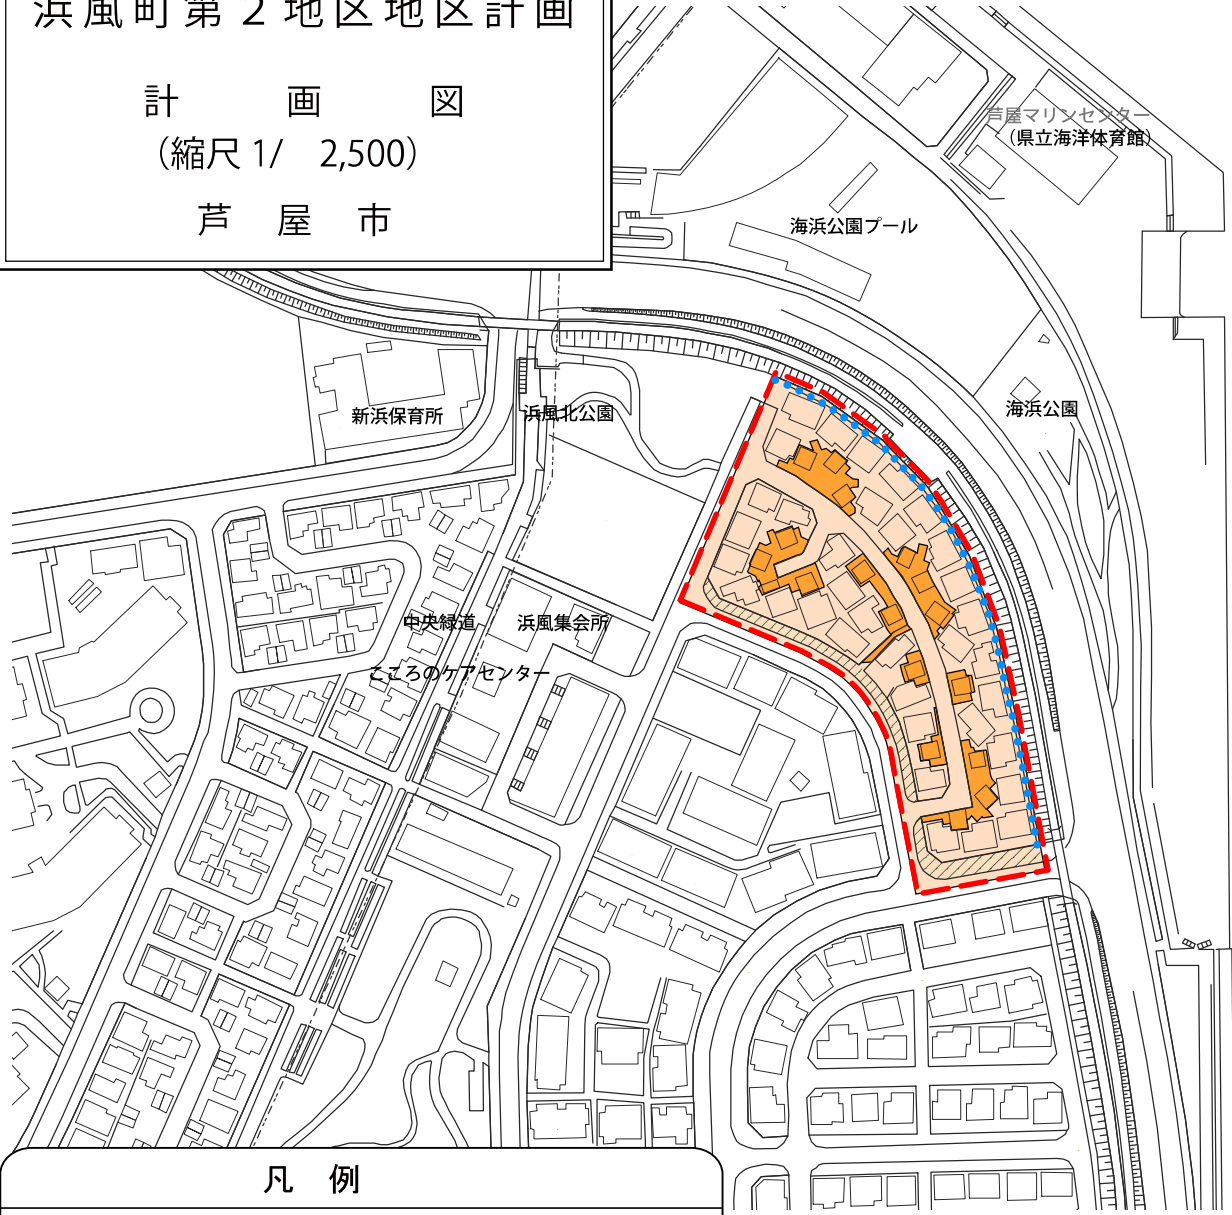 浜風町第２地区地区計画
計　画　図
（縮尺 1/　2,500）
芦　屋　市
芦屋マリンセンター
（県立海洋体育館）
海浜公園プール
海浜公園
新浜保育所
浜風北公園
中央緑道
浜風集会所
こころのケアセンター
凡　例